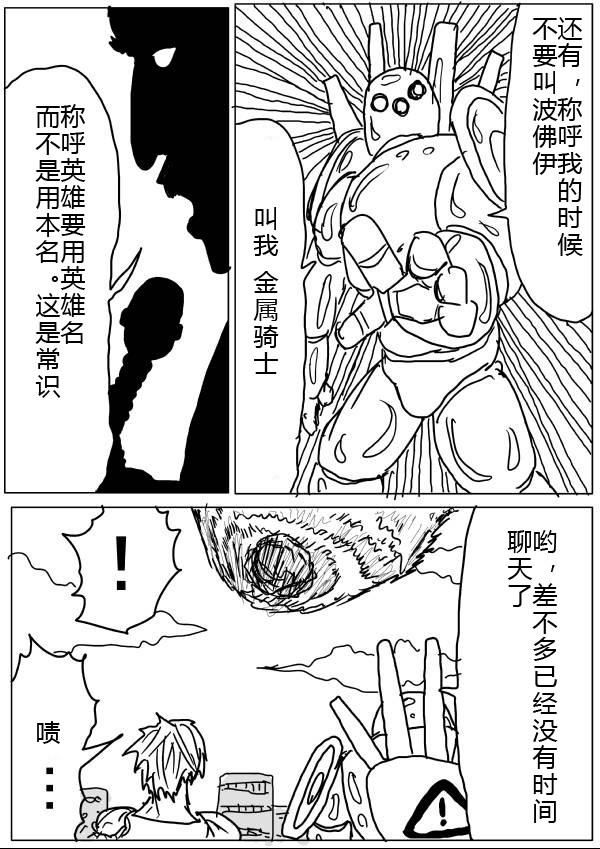 还有，称呼我的时候
不要叫波佛伊
叫我 金属骑士
称呼英雄要用英雄名
而不是用本名。这是常识
哟，差不多已经没有时间
聊天了
！
啧…